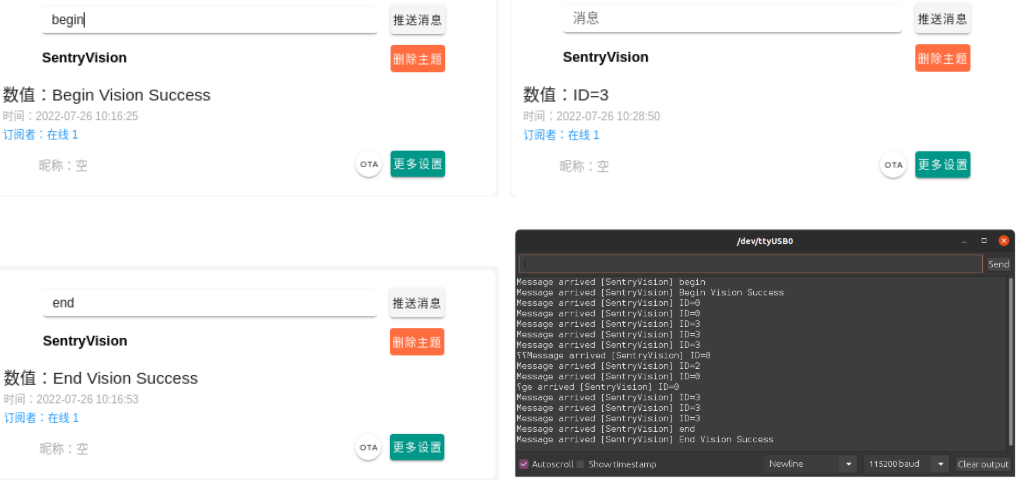 begin
推送消息
SentryVision
删除主题
数值：Begin Vision Success
时间：2022-07-26 10:16:25
订阅者：在线 1
昵称：空
OTA
更多设置
消息
推送消息
SentryVision
删除主题
数值：ID=3
时间：2022-07-26 10:28:50
订阅者：在线 1
昵称：空
OTA
更多设置
end
推送消息
SentryVision
删除主题
数值：End Vision Success
时间：2022-07-26 10:16:53
订阅者：在线 1
昵称：空
OTA
更多设置
/dev/ttyUSB0
Send
Message arrived [SentryVision] begin
Message arrived [SentryVision] Begin Vision Success
Message arrived [SentryVision] ID=0
Message arrived [SentryVision] ID=0
Message arrived [SentryVision] ID=3
Message arrived [SentryVision] ID=3
Message arrived [SentryVision] ID=3
⸮⸮Message arrived [SentryVision] ID=0
Message arrived [SentryVision] ID=2
Message arrived [SentryVision] ID=0
⸮ge arrived [SentryVision] ID=0
Message arrived [SentryVision] ID=3
Message arrived [SentryVision] ID=3
Message arrived [SentryVision] ID=3
Message arrived [SentryVision] end
Message arrived [SentryVision] End Vision Success
Autoscroll Show timestamp Newline 115200 baud Clear output